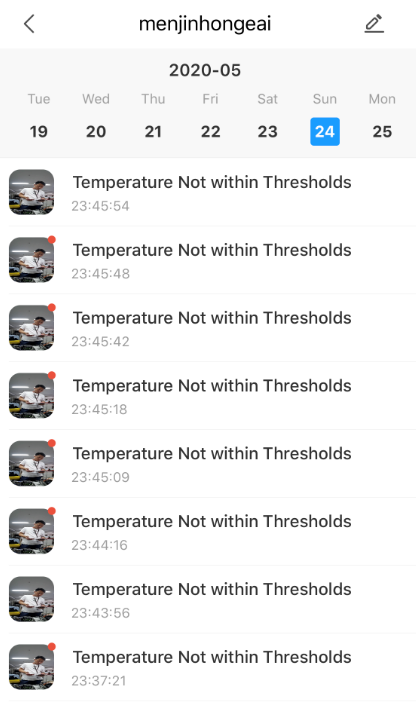 menjinhongeai
2020-05
Tue Wed Thu Fri Sat Sun Mon
19 20 21 22 23 24 25
Temperature Not within Thresholds
23:45:54
Temperature Not within Thresholds
23:45:48
Temperature Not within Thresholds
23:45:42
Temperature Not within Thresholds
23:45:18
Temperature Not within Thresholds
23:45:09
Temperature Not within Thresholds
23:44:16
Temperature Not within Thresholds
23:43:56
Temperature Not within Thresholds
23:37:21